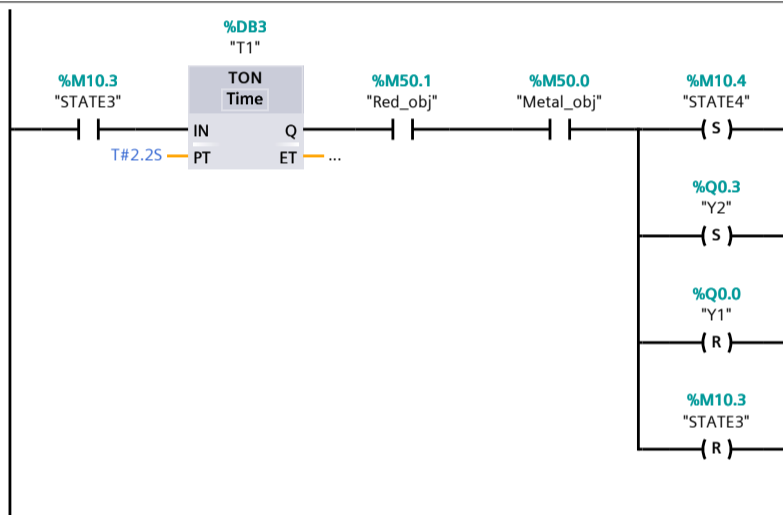 %DB3
"T1"
%M10.3
"STATE3"
TON
Time
%M50.1
"Red_obj"
%M50.0
"Metal_obj"
%M10.4
"STATE4"
IN
Q
S
T#2.2S
PT
ET
...
%Q0.3
"Y2"
S
%Q0.0
"Y1"
R
%M10.3
"STATE3"
R